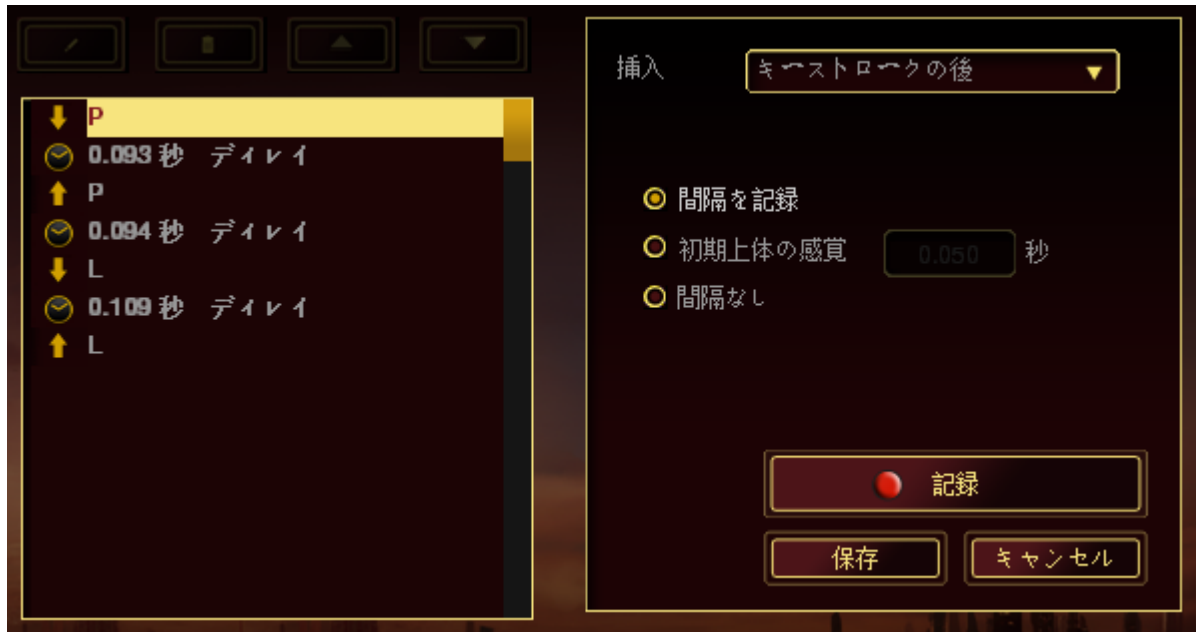 P
0.093 秒 ディレイ
P
0.094 秒 ディレイ
L
0.109 秒 ディレイ
L
挿入 キーストロークの後
間隔を記録
初期上体の感覚 0.050 秒
間隔なし
記録
保存 キャンセル